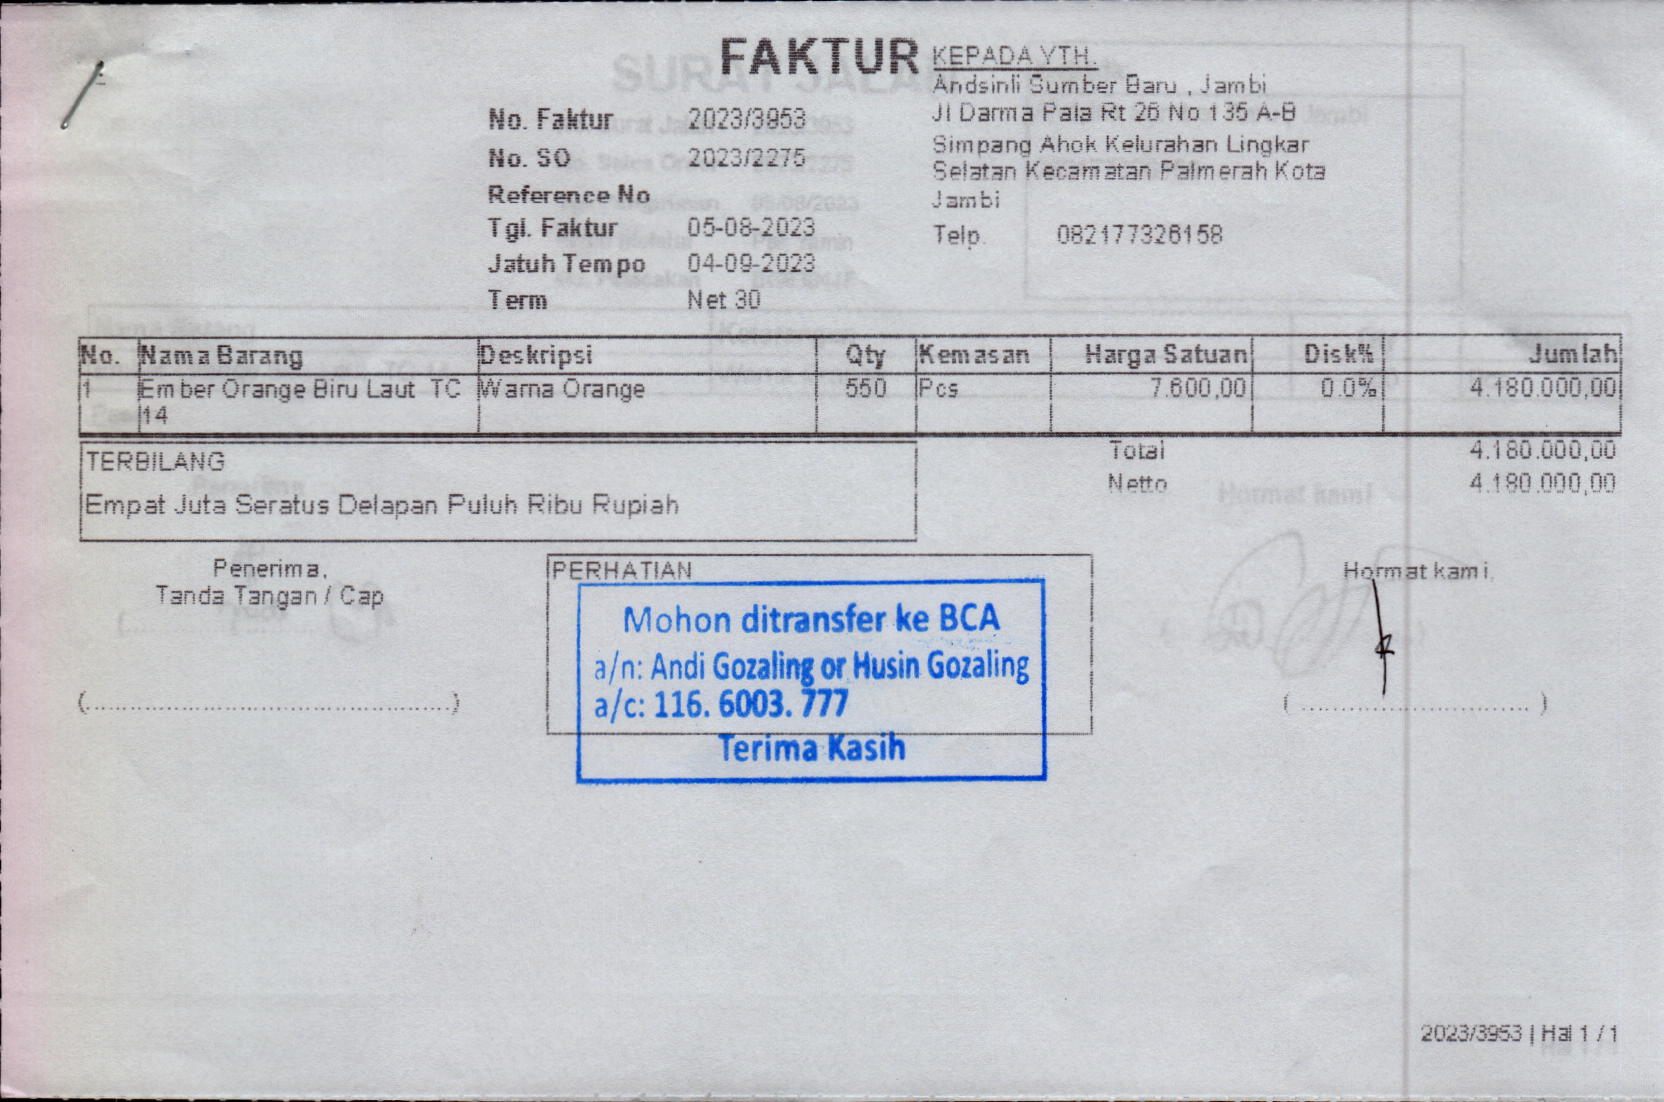 FAKTUR
No. Faktur 2023/3953
No. SO 2023/2275
Reference No
Tgl. Faktur 05-08-2023
Jatuh Tempo 04-09-2023
Term Net 30
KEPADA YTH.
Andsinli Sumber Baru , Jambi
Jl Darma Pala Rt 26 No 135 A-B
Simpang Ahok Kelurahan Lingkar
Selatan Kecamatan Palmerah Kota
Jambi
Telp. 082177326158
No. Nama Barang Deskripsi Qty Kemasan Harga Satuan Disk% Jumlah
1 Ember Orange Biru Laut TC Warna Orange 550 Pcs 7.600,00 0.0% 4.180.000,00
14
Total 4.180.000,00
Netto 4.180.000,00
TERBILANG
Empat Juta Seratus Delapan Puluh Ribu Rupiah
Penerima,
Tanda Tangan / Cap
(........................................)
PERHATIAN
Mohon ditransfer ke BCA
a/n: Andi Gozaling or Husin Gozaling
a/c: 116. 6003. 777
Terima Kasih
Hormat kami,
( ............................ )
2023/3953 | Hal 1 / 1